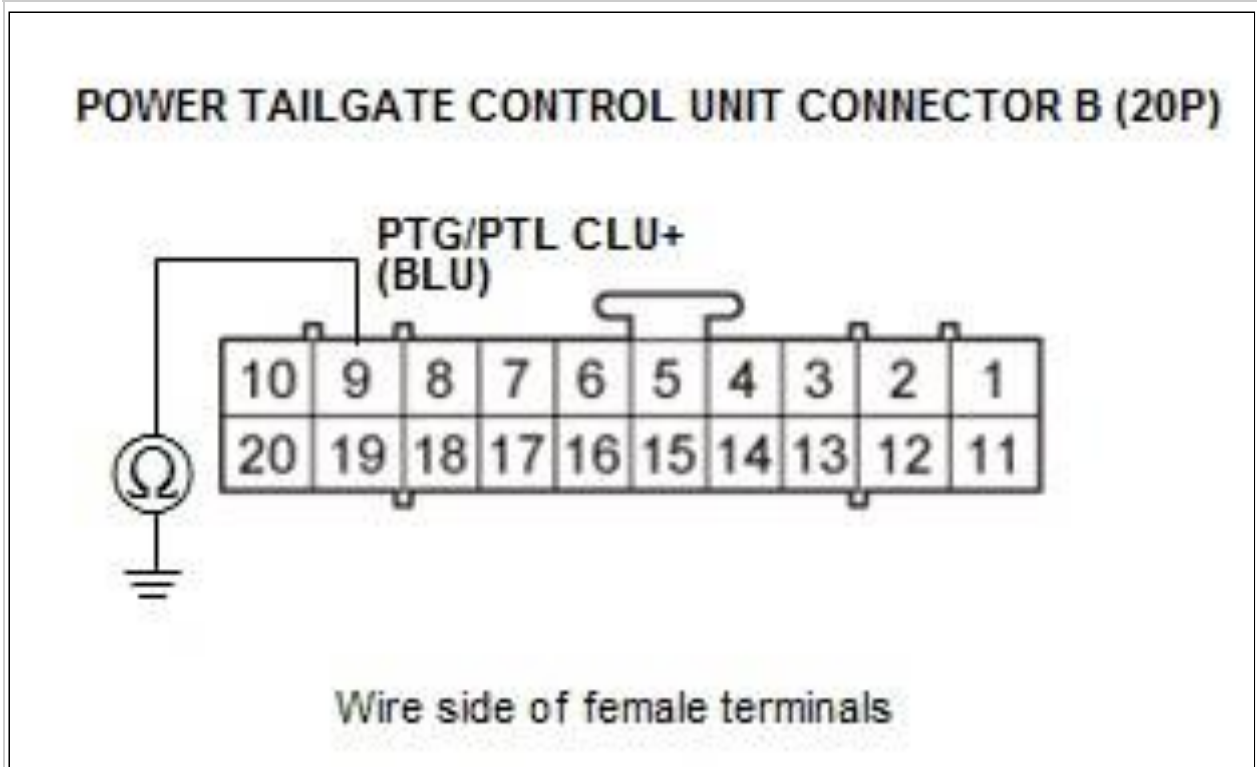 POWER TAILGATE CONTROL UNIT CONNECTOR B (20P)
PTG/PTL CLU+
(BLU)
10 9 8 7 6 5 4 3 2 1
Ω
20 19 18 17 16 15 14 13 12 11
Wire side of female terminals